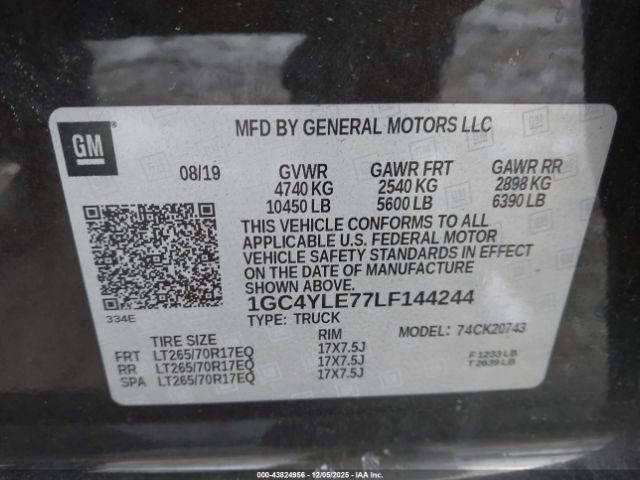 GM
MFD BY GENERAL MOTORS LLC
08/19 GVWR GAWR FRT GAWR RR
4740 KG 2540 KG 2898 KG
10450 LB 5600 LB 6390 LB
THIS VEHICLE CONFORMS TO ALL
APPLICABLE U.S. FEDERAL MOTOR
VEHICLE SAFETY STANDARDS IN EFFECT
ON THE DATE OF MANUFACTURE
1GC4YLE77LF144244
334E
TYPE: TRUCK
MODEL: 74CK20743
TIRE SIZE RIM
FRT LT265/70R17EQ 17X7.5J
RR LT265/70R17EQ 17X7.5J
SPA LT265/70R17EQ 17X7.5J
F 1233 LB
T 2639 LB
000-43824956 | 12/05/2025 | IAA, Inc.